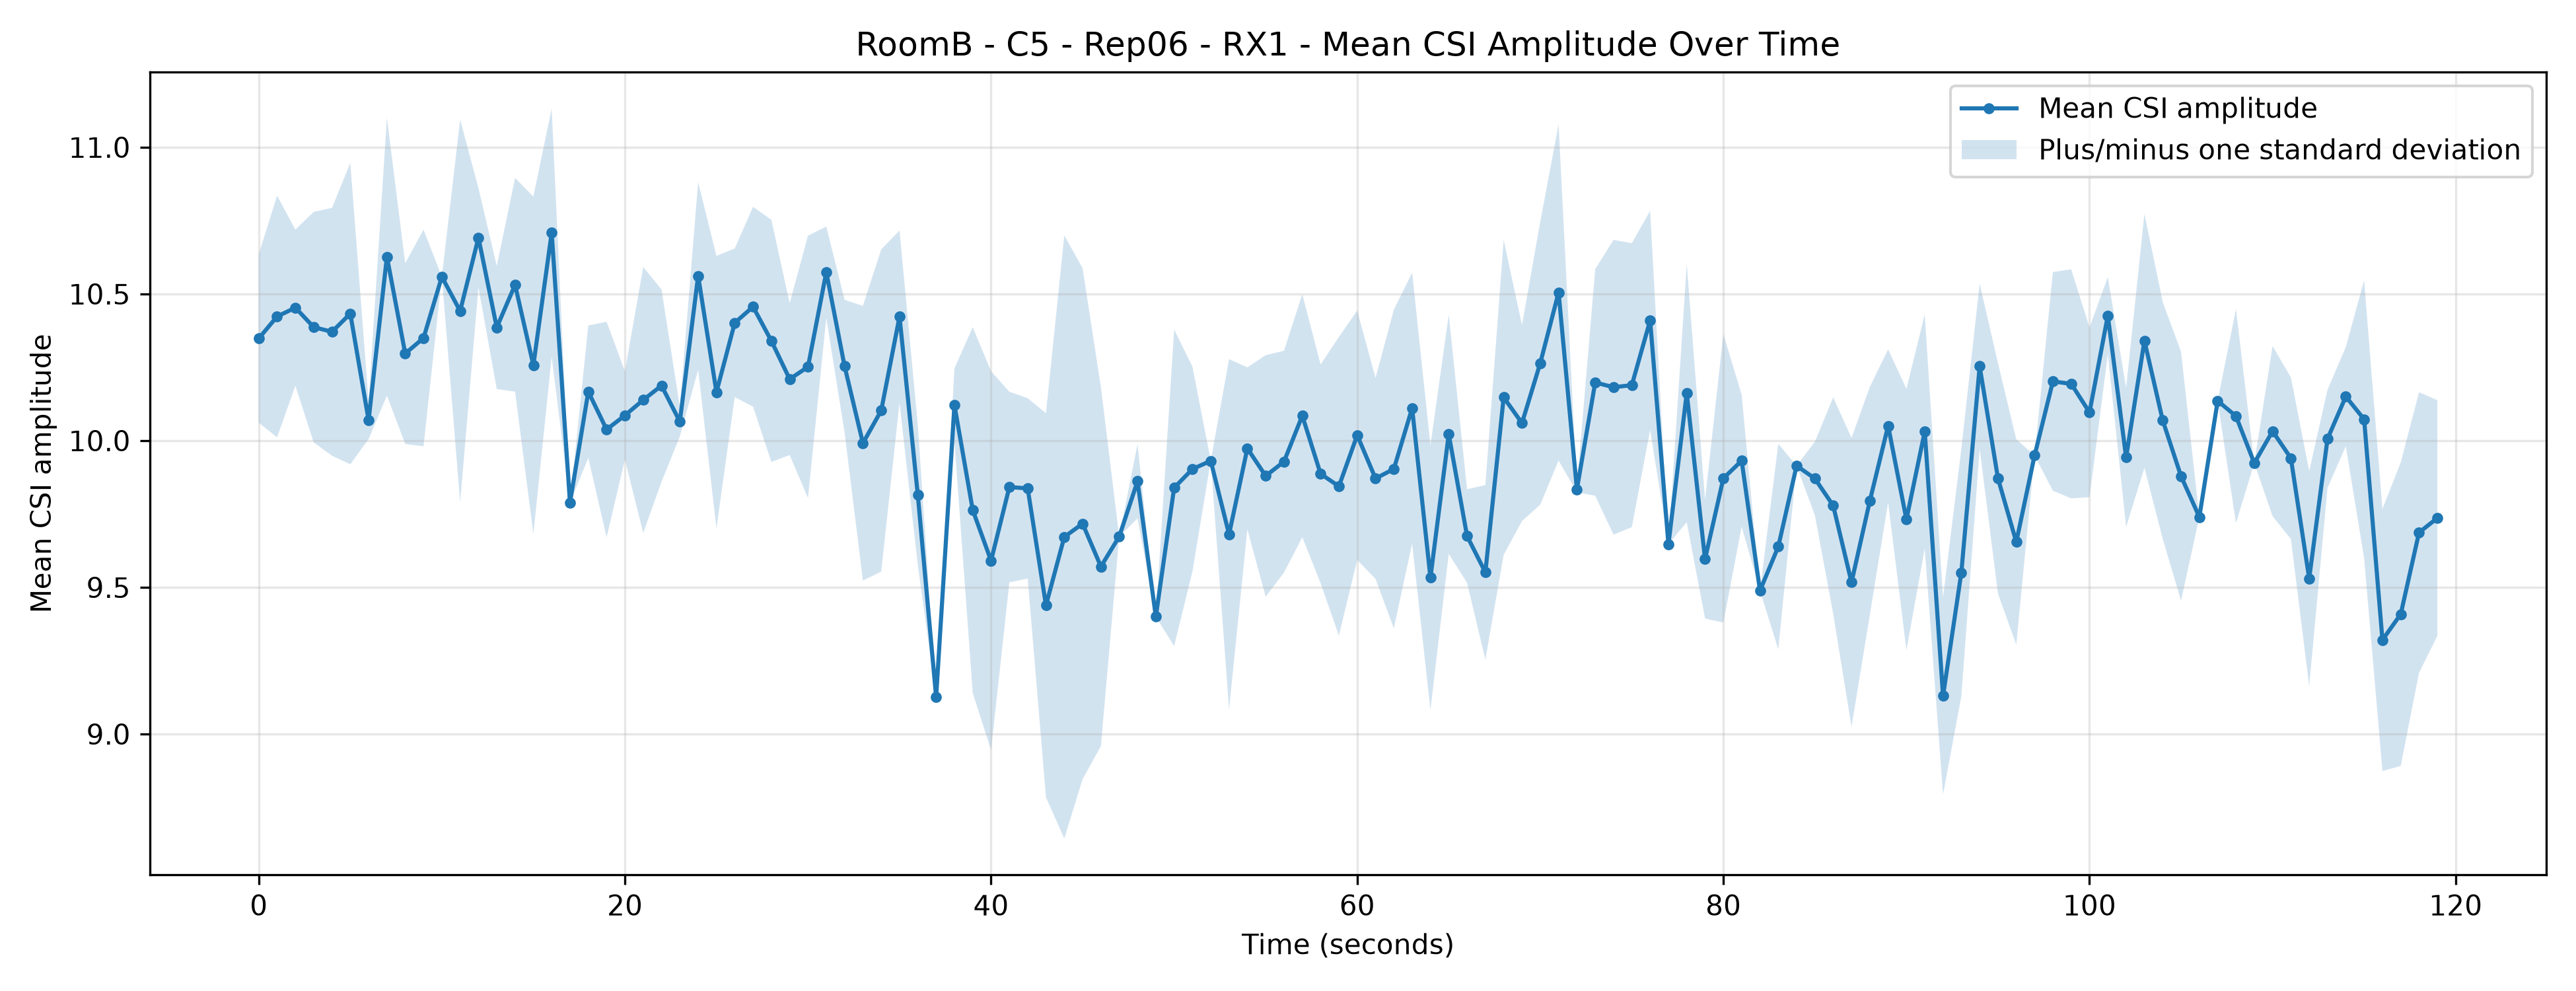 RoomB - C5 - Rep06 - RX1 - Mean CSI Amplitude Over Time
Mean CSI amplitude
Plus/minus one standard deviation
Mean CSI amplitude
11.0
10.5
10.0
9.5
9.0
0 20 40 60 80 100 120
Time (seconds)